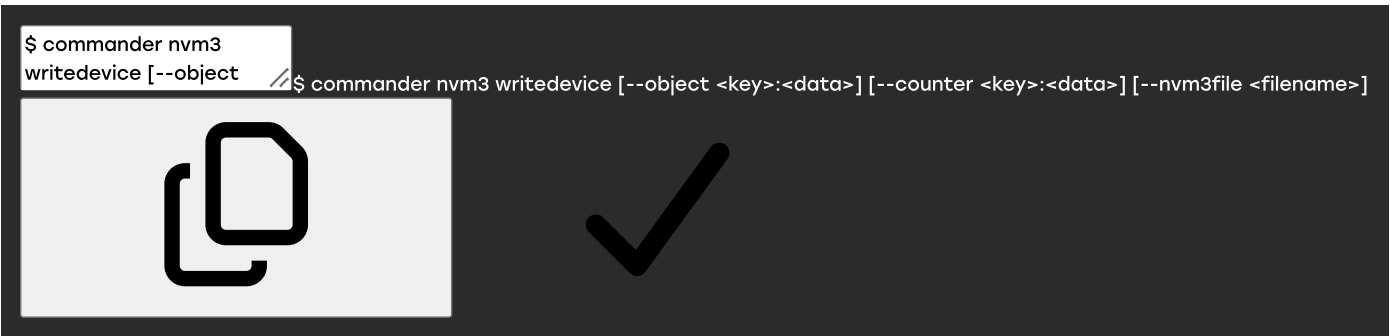 $ commander nvm3
writedevice [--object
$ commander nvm3 writedevice [--object <key>:<data>] [--counter <key>:<data>] [--nvm3file <filename>]